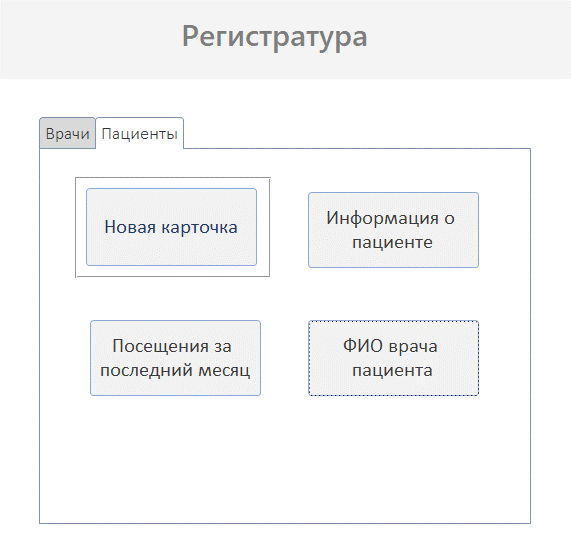 Регистратура
Врачи Пациенты
Новая карточка
Информация о
пациенте
Посещения за
последний месяц
ФИО врача
пациента